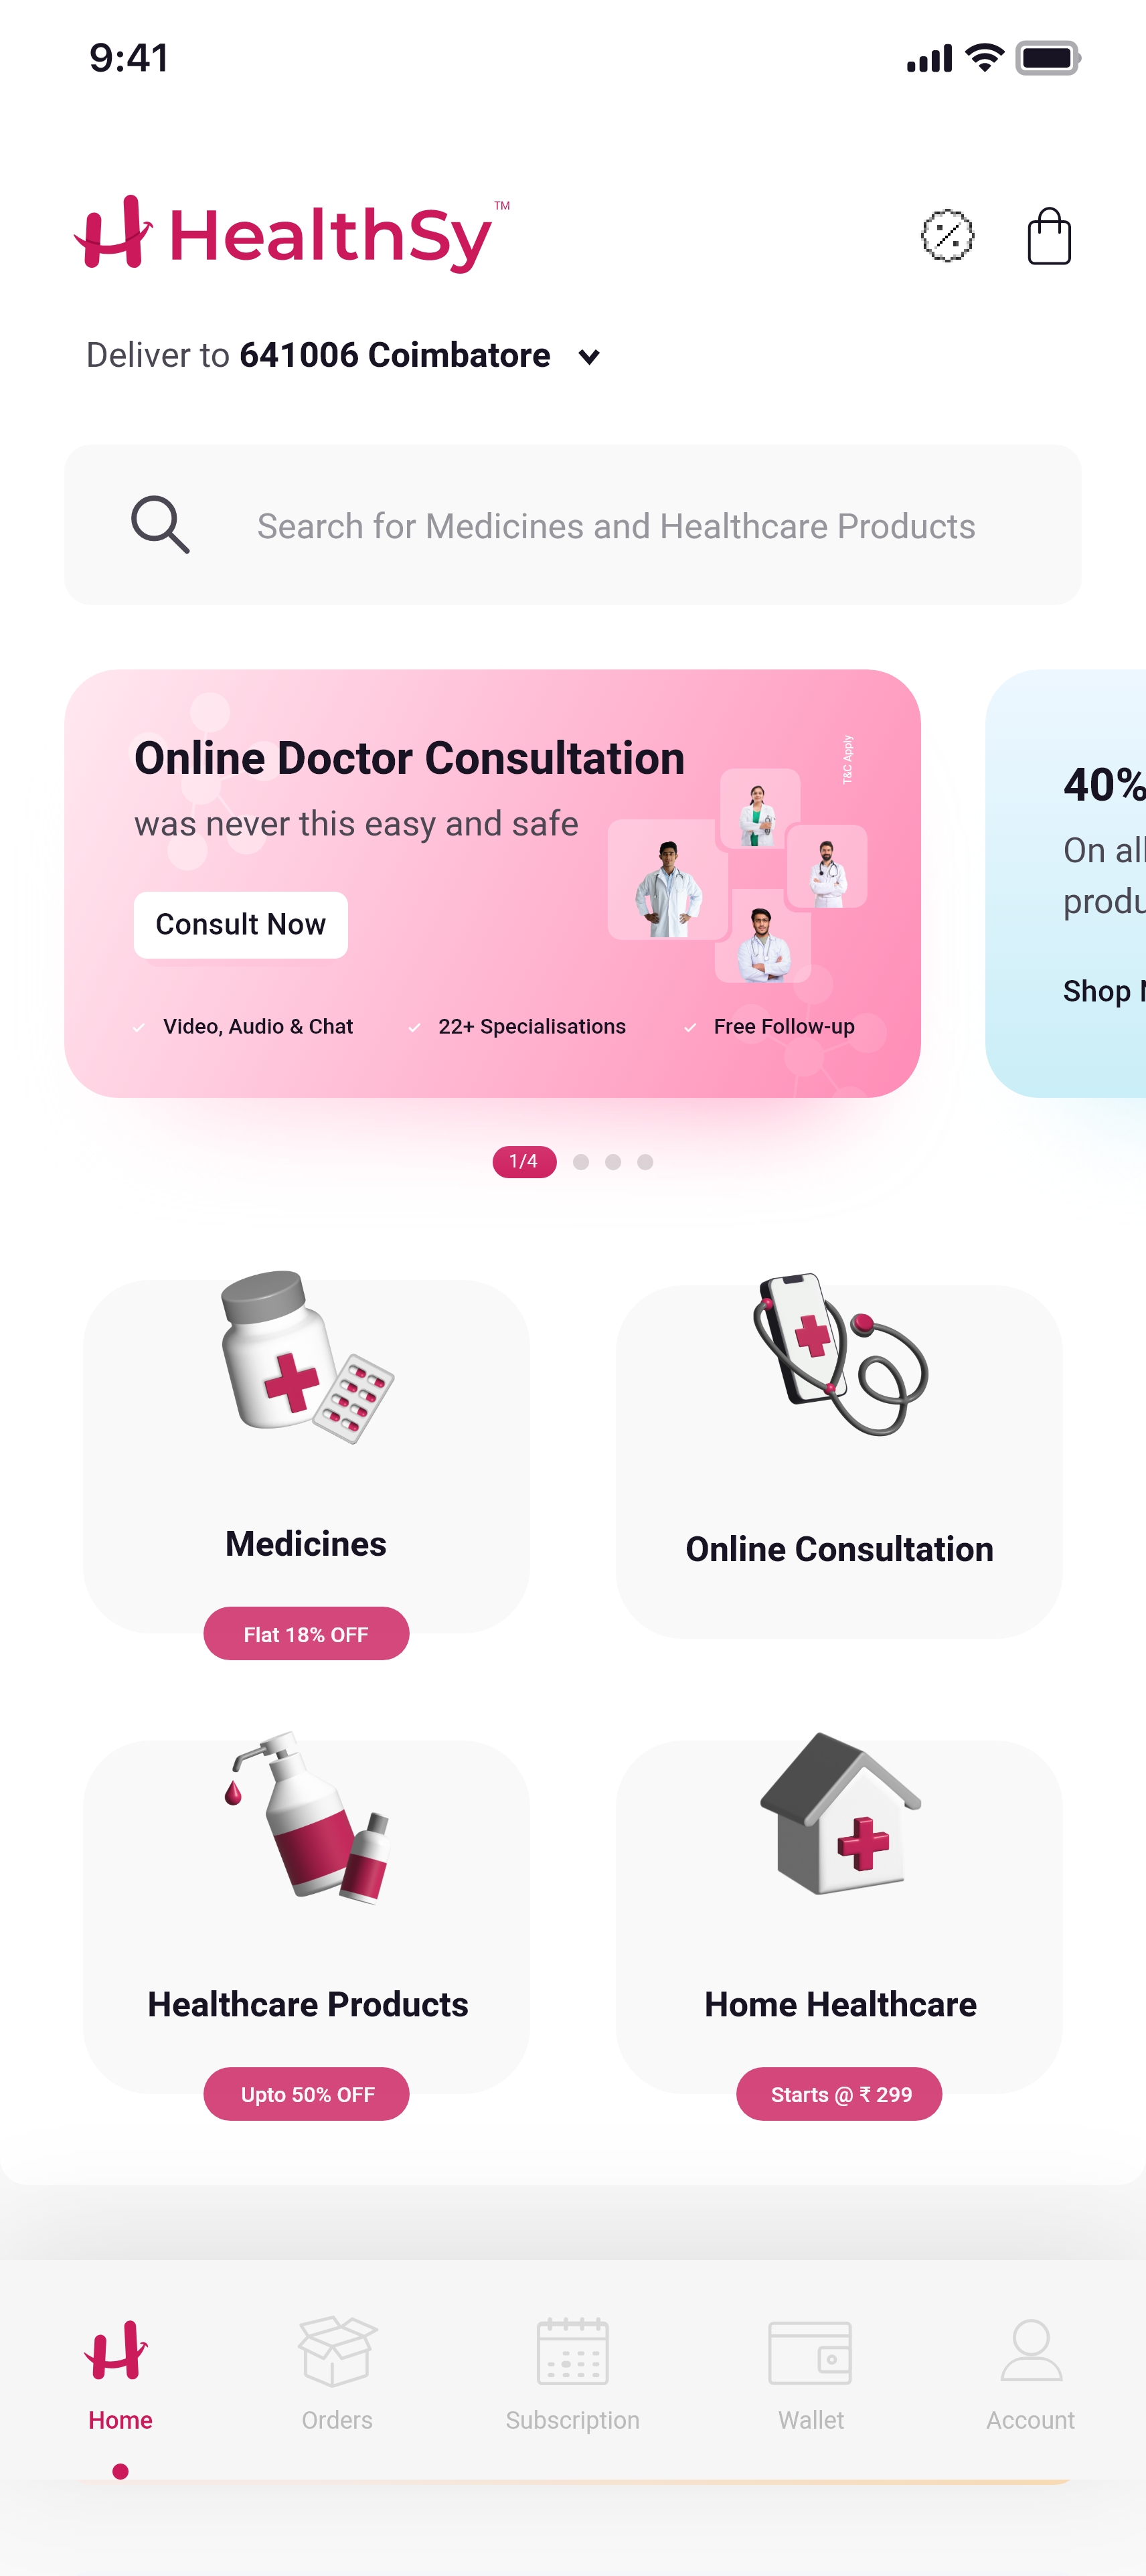 9:41
HealthSy™
Deliver to 641006 Coimbatore
Search for Medicines and Healthcare Products
Online Doctor Consultation
was never this easy and safe
T&C Apply
Consult Now
Video, Audio & Chat
22+ Specialisations
Free Follow-up
40%
On all
produ
Shop N
1/4
Medicines
Flat 18% OFF
Online Consultation
Healthcare Products
Upto 50% OFF
Home Healthcare
Starts @ ₹ 299
Home
Orders
Subscription
Wallet
Account